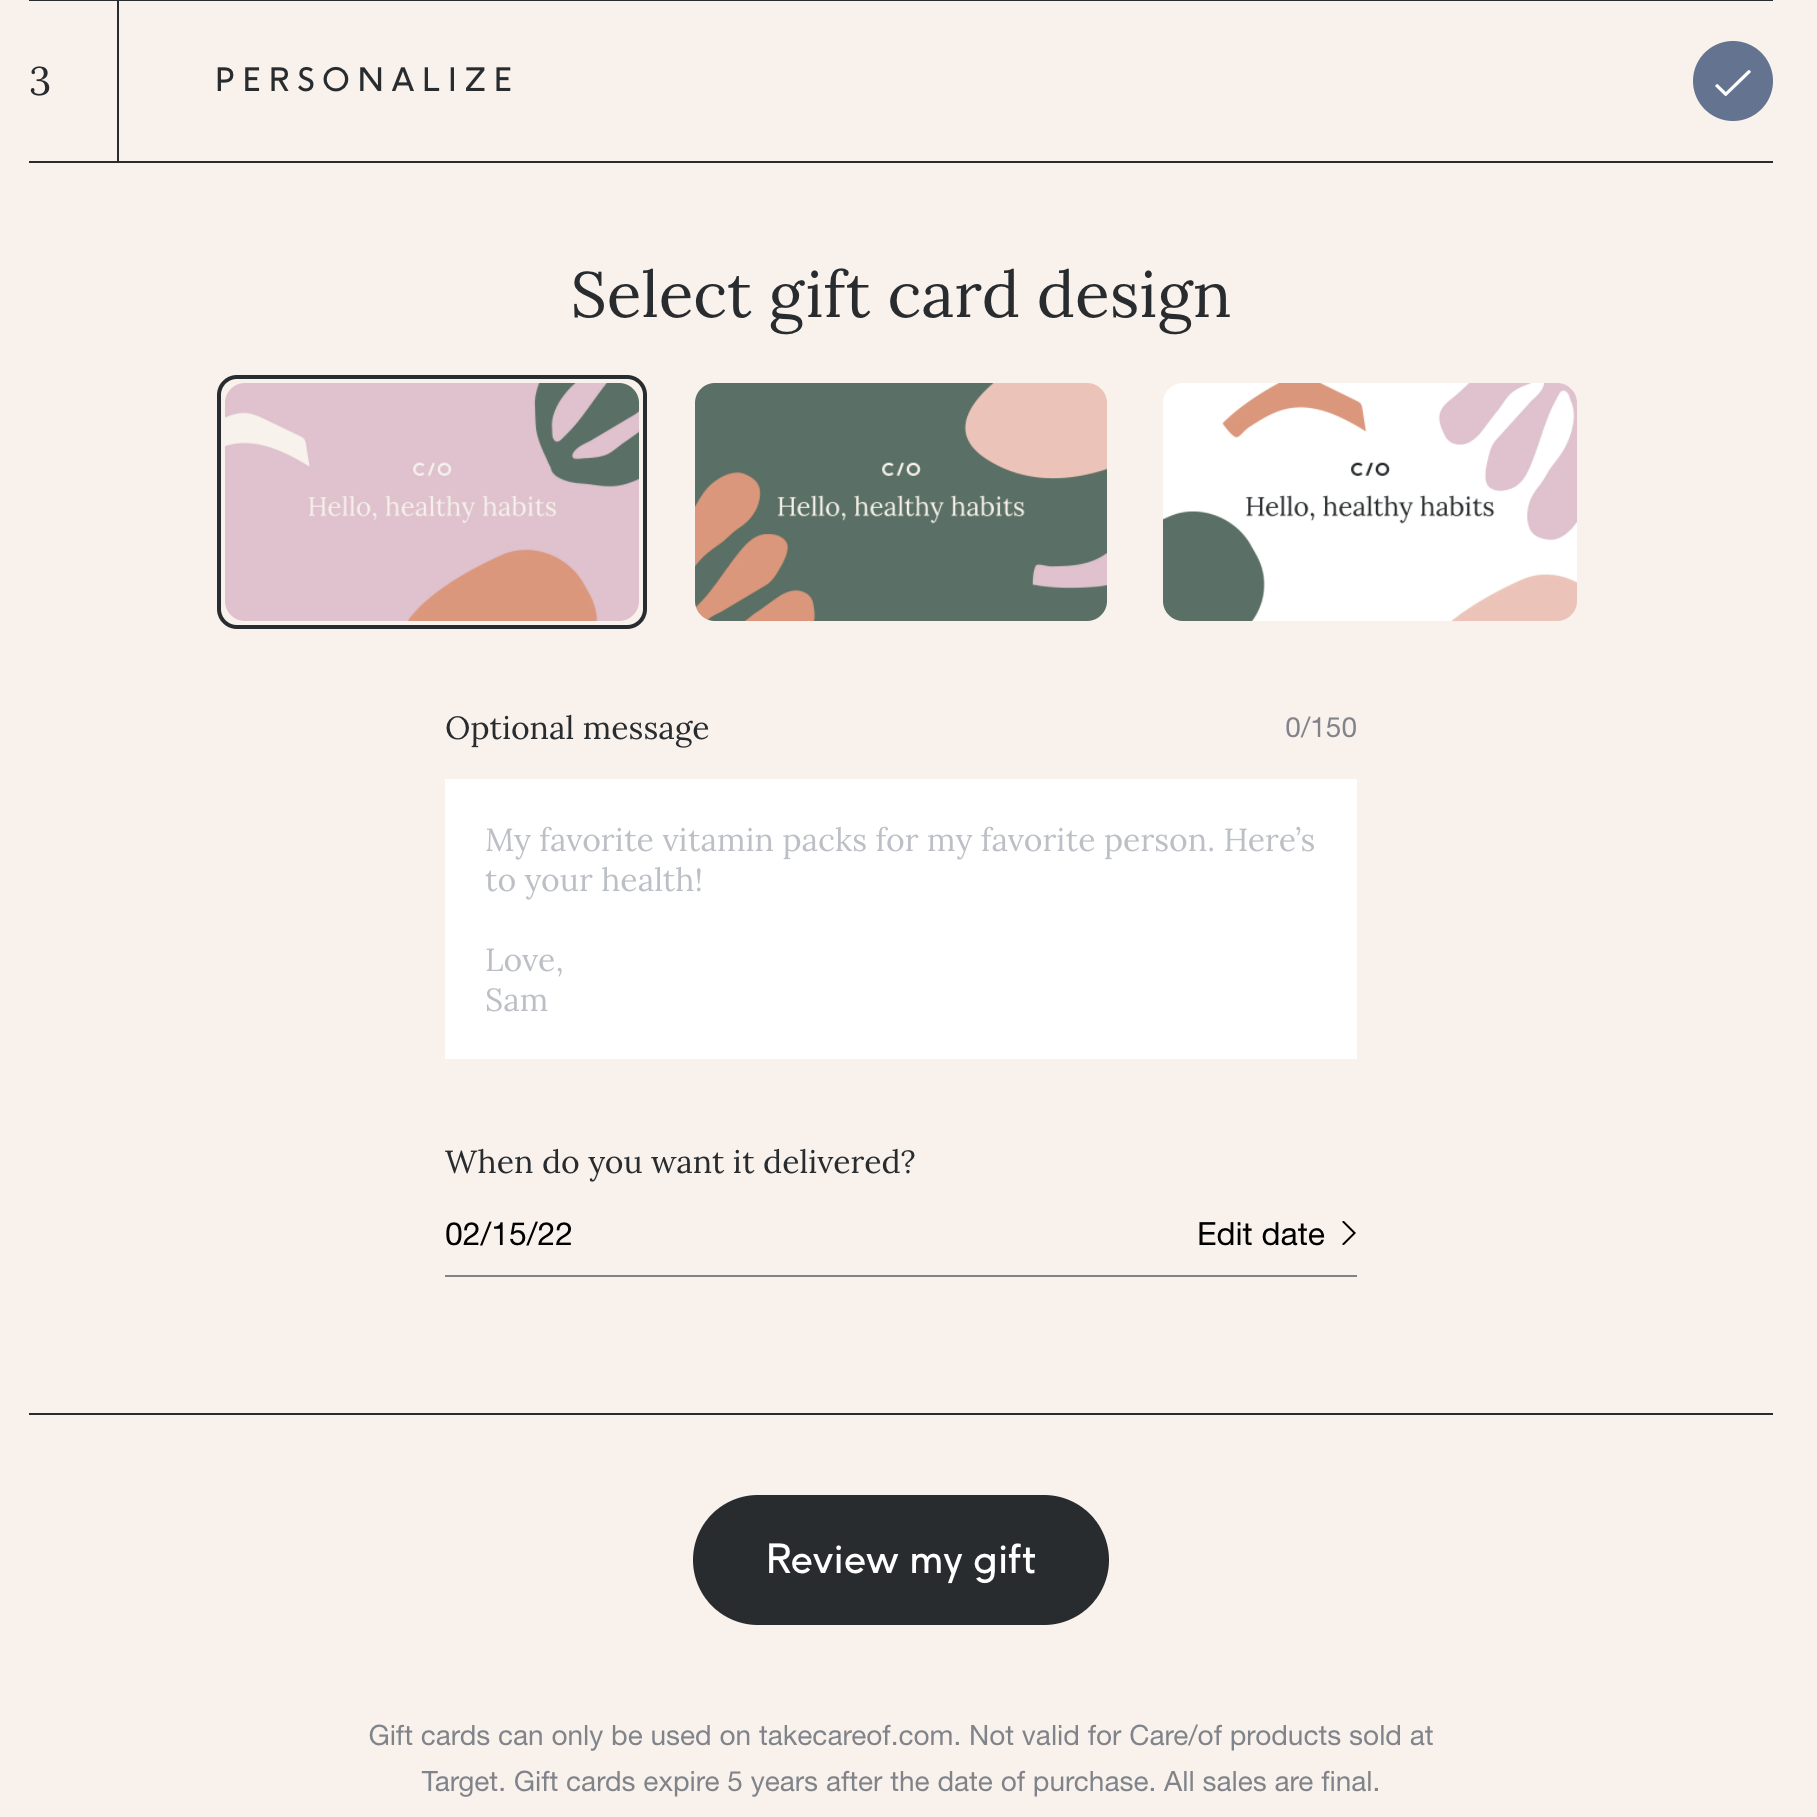 3
PERSONALIZE
Select gift card design
C/O
Hello, healthy habits
C/O
Hello, healthy habits
C/O
Hello, healthy habits
Optional message
0/150
My favorite vitamin packs for my favorite person. Here’s
to your health!
Love,
Sam
When do you want it delivered?
02/15/22
Edit date
Review my gift
Gift cards can only be used on takecareof.com. Not valid for Care/of products sold at
Target. Gift cards expire 5 years after the date of purchase. All sales are final.